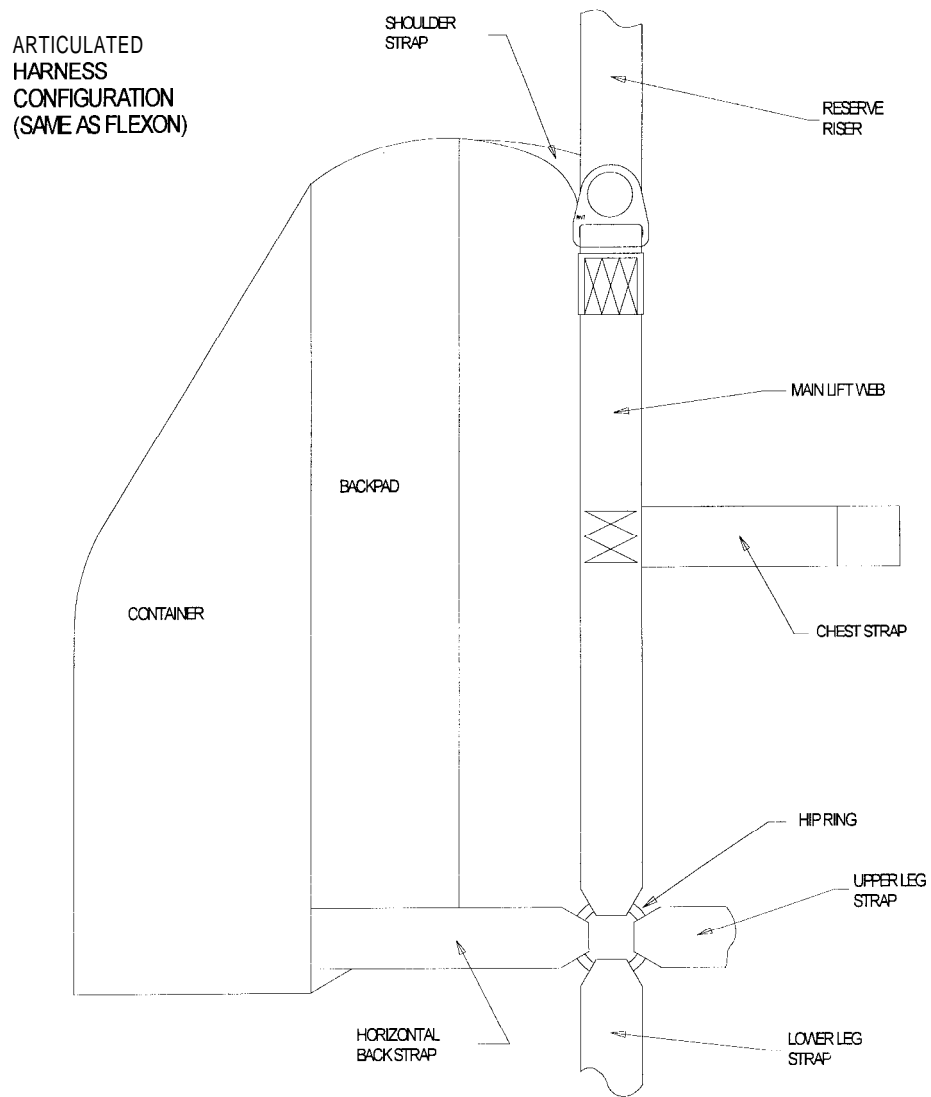 ARTICULATED
HARNESS
CONFIGURATION
(SAME AS FLEXON)
SHOULDER
STRAP
RESERVE
RISER
MAIN LIFT WEB
BACKPAD
CONTAINER
CHEST STRAP
HIP RING
UPPER LEG
STRAP
HORIZONTAL
BACK STRAP
LOWER LEG
STRAP